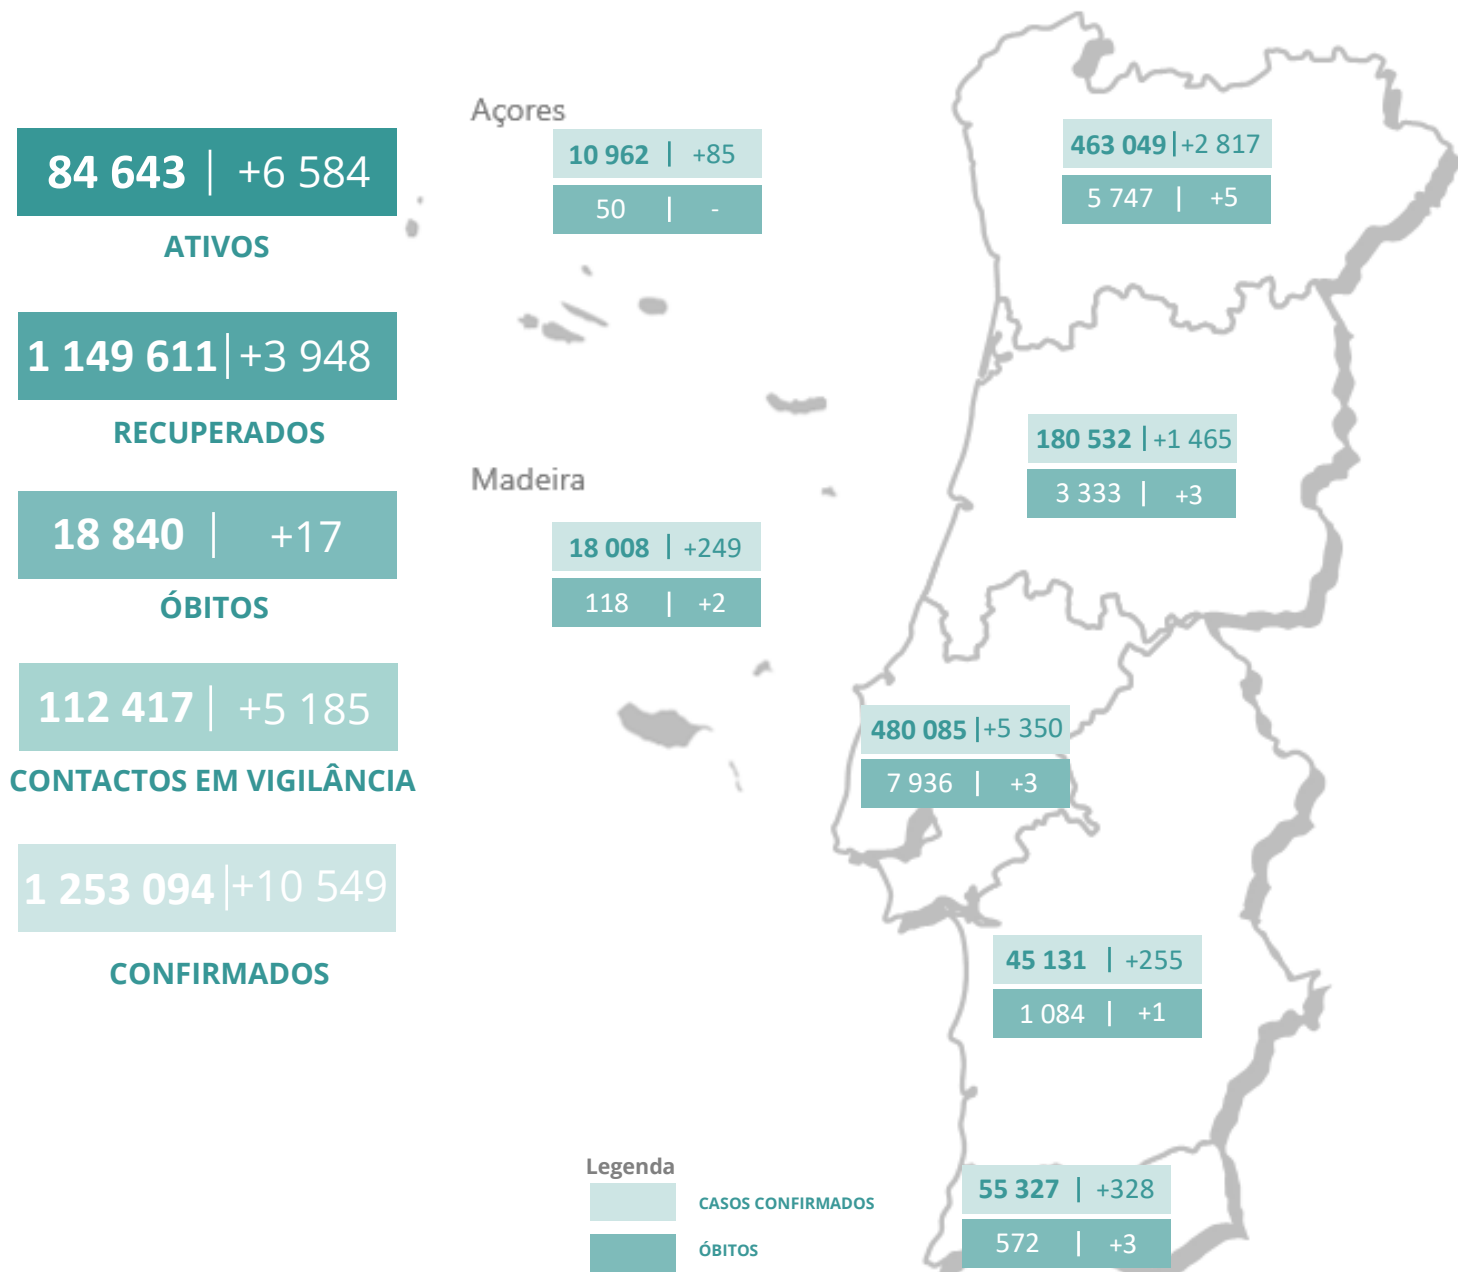 84 643 | +6 584
ATIVOS
1 149 611 | +3 948
RECUPERADOS
18 840 | +17
ÓBITOS
112 417 | +5 185
CONTACTOS EM VIGILÂNCIA
1 253 094 | +10 549
CONFIRMADOS
Açores
10 962 | +85
50 | -
Madeira
18 008 | +249
118 | +2
463 049 | +2 817
5 747 | +5
180 532 | +1 465
3 333 | +3
480 085 | +5 350
7 936 | +3
45 131 | +255
1 084 | +1
55 327 | +328
572 | +3
Legenda
CASOS CONFIRMADOS
ÓBITOS